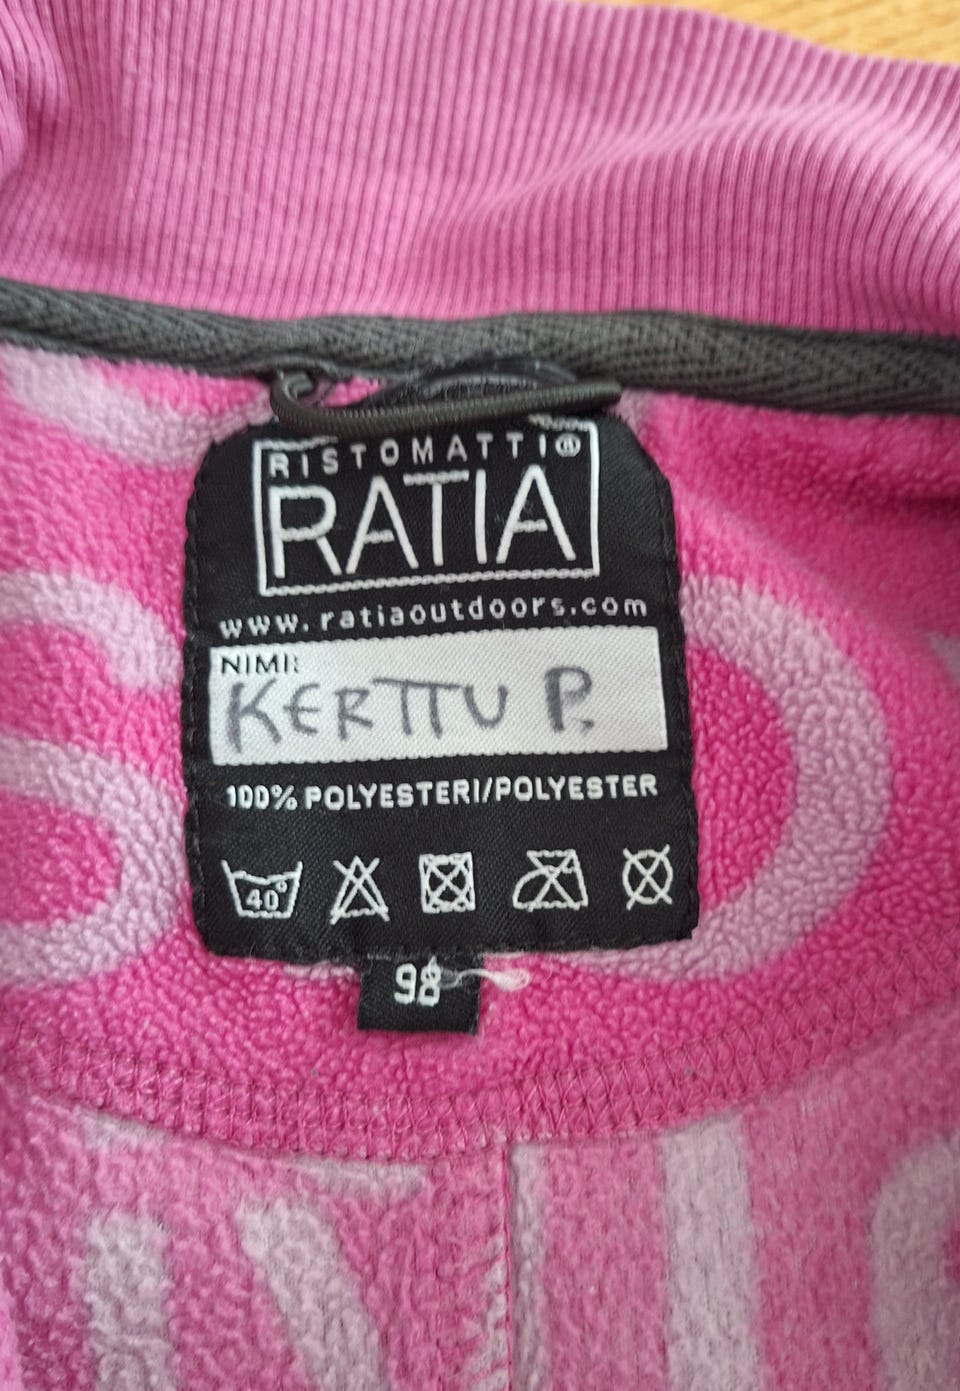 RISTOMATTI®
RATIA
www.ratiaoutdoors.com
NIMI:
KERTTU P.
100% POLYESTERI/POLYESTER
40°
98